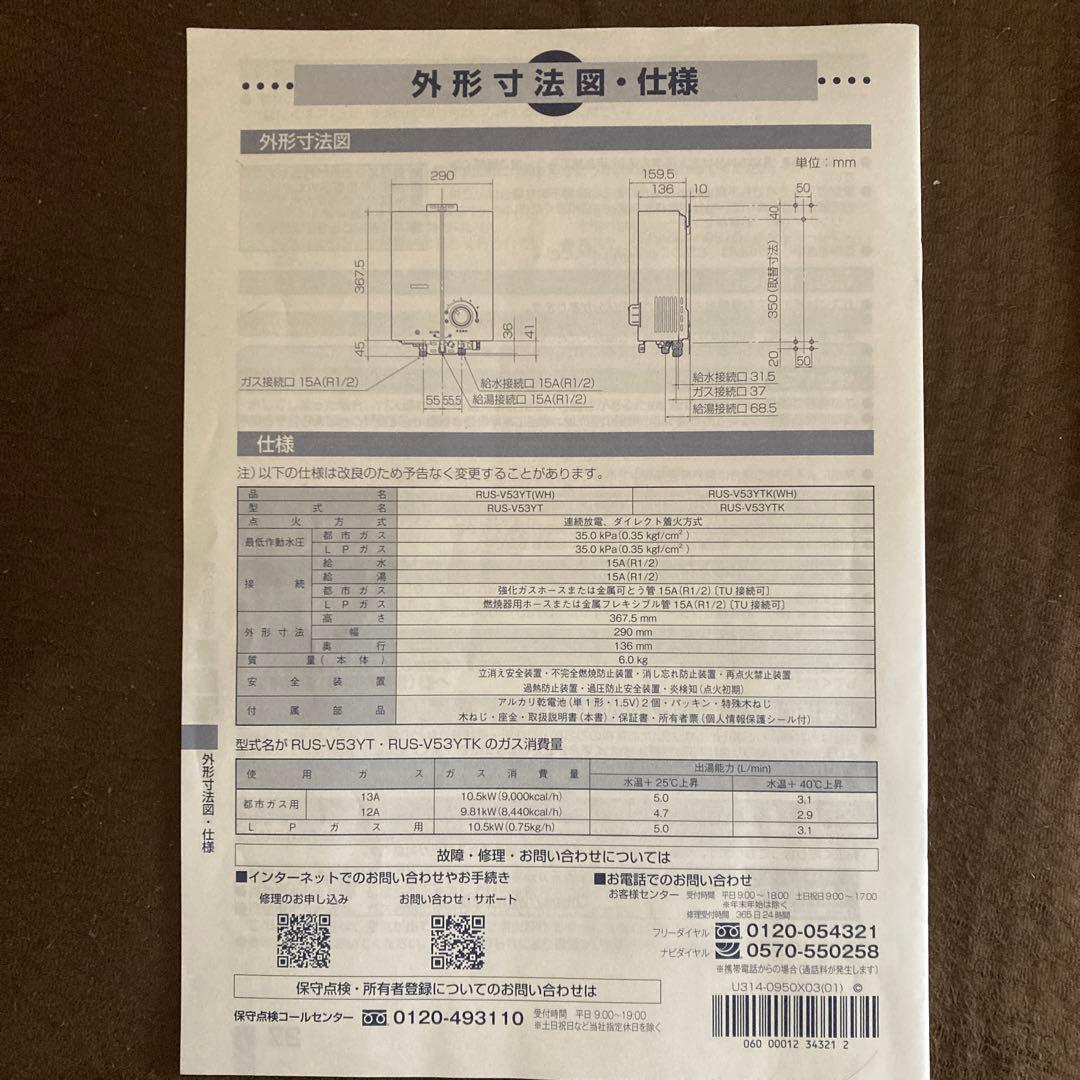 外形寸法図・仕様
外形寸法図
単位：mm
290
159.5
136
10
50
40
367.5
350(取替寸法)
36
41
45
20
50
ガス接続口 15A(R1/2)
給水接続口 15A(R1/2)
55 55.5
給湯接続口 15A(R1/2)
給水接続口 31.5
ガス接続口 37
給湯接続口 68.5
仕様
注）以下の仕様は改良のため予告なく変更することがあります。
品名 RUS-V53YT(WH) RUS-V53YTK(WH)
型式名 RUS-V53YT RUS-V53YTK
点火方式 連続放電、ダイレクト着火方式
最低作動水圧 都市ガス 35.0 kPa(0.35 kgf/cm²)
LPガス 35.0 kPa(0.35 kgf/cm²)
接続 給水 15A(R1/2)
給湯 15A(R1/2)
都市ガス 強化ガスホースまたは金属可とう管 15A(R1/2)〔TU 接続可〕
LPガス 燃焼器用ホースまたは金属フレキシブル管 15A(R1/2)〔TU 接続可〕
外形寸法 高さ 367.5 mm
幅 290 mm
奥行 136 mm
質量(本体) 6.0 kg
安全装置 立消え安全装置・不完全燃焼防止装置・消し忘れ防止装置・再点火禁止装置
過熱防止装置・過圧防止安全装置・炎検知(点火初期)
付属部品 アルカリ乾電池(単1形・1.5V)2個・パッキン・特殊木ねじ
木ねじ・座金・取扱説明書(本書)・保証書・所有者票(個人情報保護シール付)
型式名が RUS-V53YT・RUS-V53YTK のガス消費量
使用ガス ガス消費量 出湯能力(L/min)
水温＋25℃上昇 水温＋40℃上昇
都市ガス用 13A 10.5kW(9,000kcal/h) 5.0 3.1
12A 9.81kW(8,440kcal/h) 4.7 2.9
LPガス用 10.5kW(0.75kg/h) 5.0 3.1
外形寸法図・仕様
故障・修理・お問い合わせについては
■インターネットでのお問い合わせやお手続き
修理のお申し込み お問い合わせ・サポート
■お電話でのお問い合わせ
お客様センター 受付時間 平日9:00～18:00 土日祝日9:00～17:00
※年末年始は除く
修理受付時間 365日24時間
フリーダイヤル 0120-054321
ナビダイヤル 0570-550258
※携帯電話からの場合(通話料が発生します)
U314-0950X03(01) ©
060 00012 34321 2
保守点検・所有者登録についてのお問い合わせは
保守点検コールセンター 0120-493110 受付時間 平日 9:00～19:00
※土日祝日など当社指定休日を除く